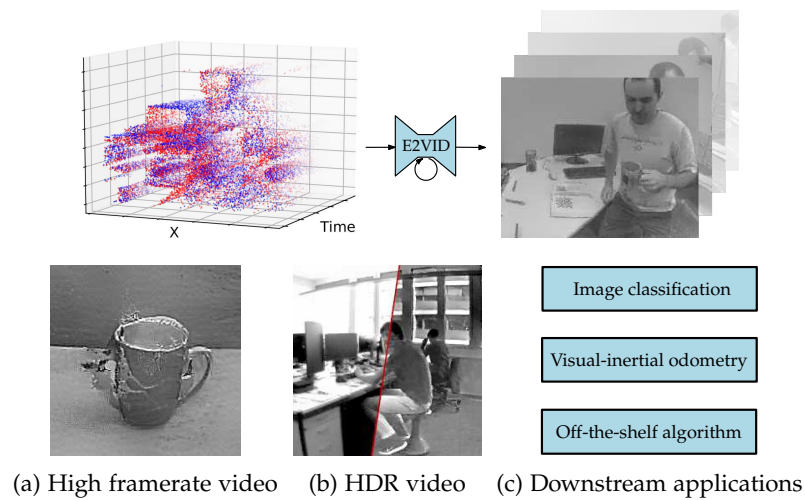 E2VID
Time
X
Image classification
Visual-inertial odometry
Off-the-shelf algorithm
(a) High framerate video (b) HDR video (c) Downstream applications